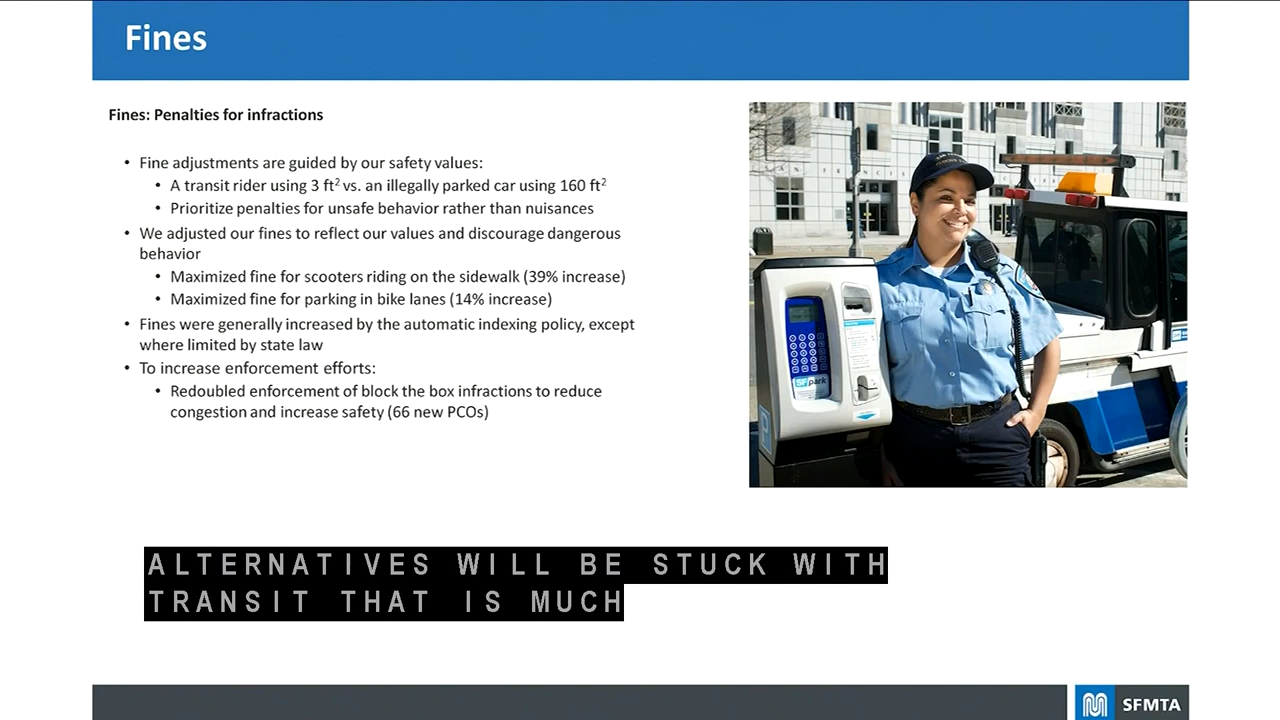 Fines
Fines: Penalties for infractions
• Fine adjustments are guided by our safety values:
• A transit rider using 3 ft² vs. an illegally parked car using 160 ft²
• Prioritize penalties for unsafe behavior rather than nuisances
• We adjusted our fines to reflect our values and discourage dangerous
behavior
• Maximized fine for scooters riding on the sidewalk (39% increase)
• Maximized fine for parking in bike lanes (14% increase)
• Fines were generally increased by the automatic indexing policy, except
where limited by state law
• To increase enforcement efforts:
• Redoubled enforcement of block the box infractions to reduce
congestion and increase safety (66 new PCOs)
SFpark
P
ALTERNATIVES WILL BE STUCK WITH
TRANSIT THAT IS MUCH
SFMTA